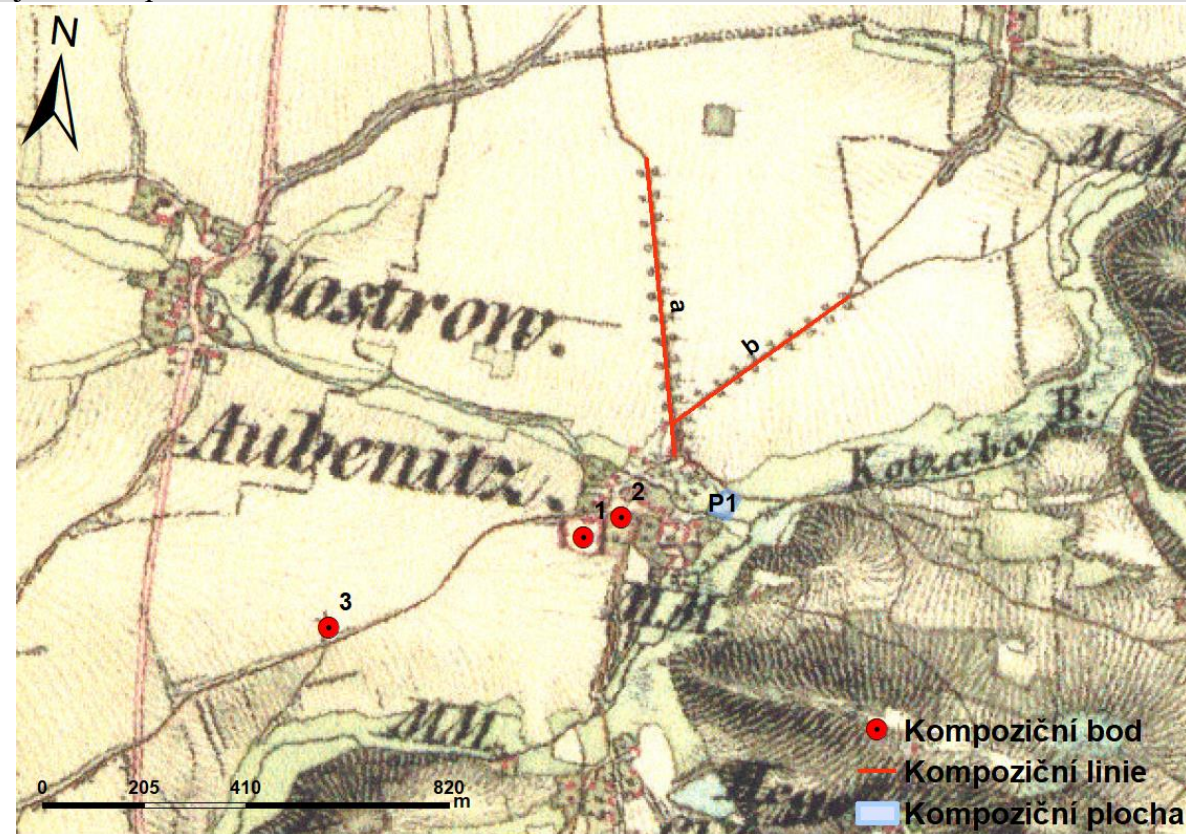 N
M.M.
a
b
Wostrow.
B.
Kotzaba
Aubenitz.
P1
2
1
3
M.M.
M.M.
Kompoziční bod
Kompoziční linie
Kompoziční plocha
0 205 410 820
m